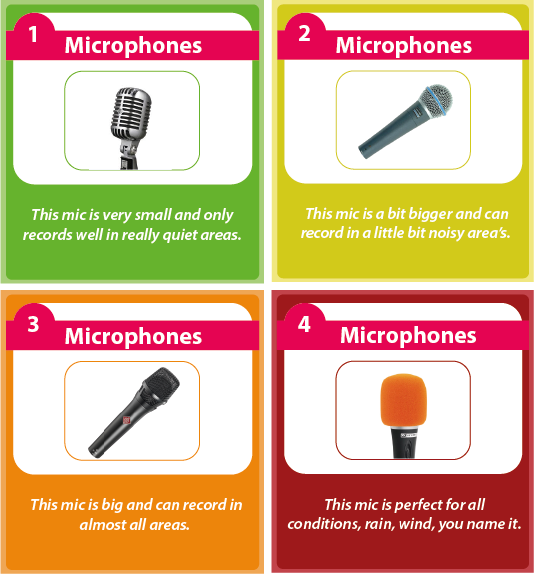 1
Microphones
This mic is very small and only
records well in really quiet areas.
2
Microphones
This mic is a bit bigger and can
record in a little bit noisy area's.
3
Microphones
This mic is big and can record in
almost all areas.
4
Microphones
This mic is perfect for all
conditions, rain, wind, you name it.